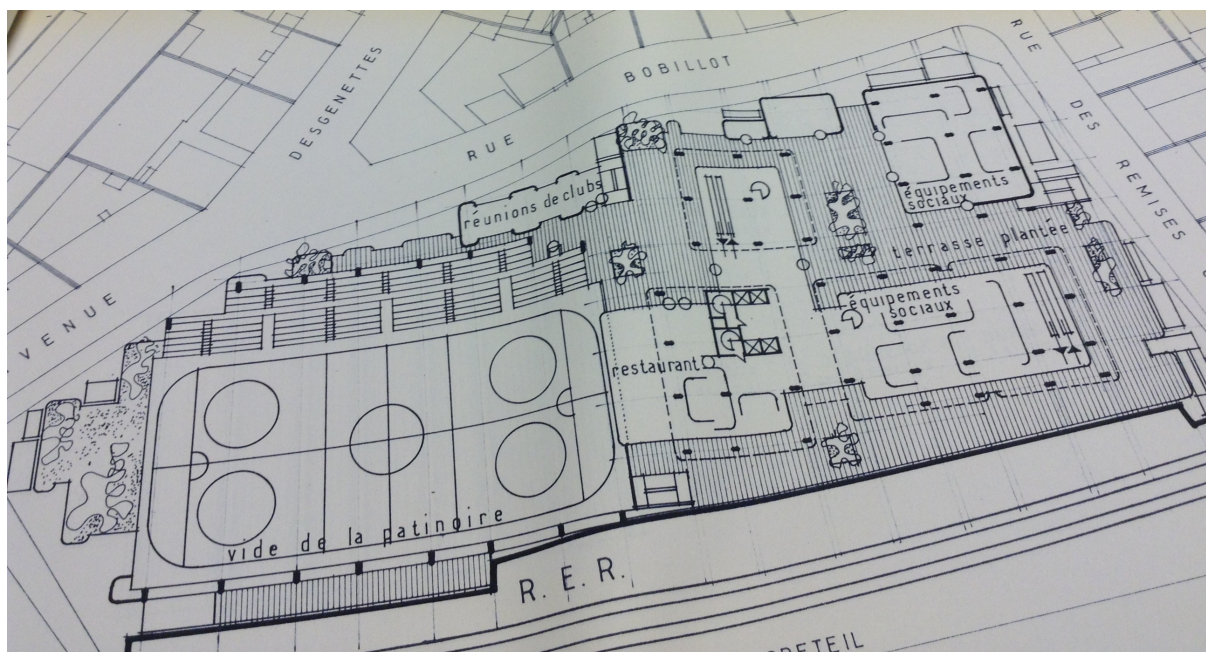 DESGENETTES
VENUE
RUE
BOBILLOT
RUE
DES
REMISES
réunions de clubs
équipements
sociaux
terrasse plantée
équipements
sociaux
restaurant
vide de la patinoire
R. E. R.